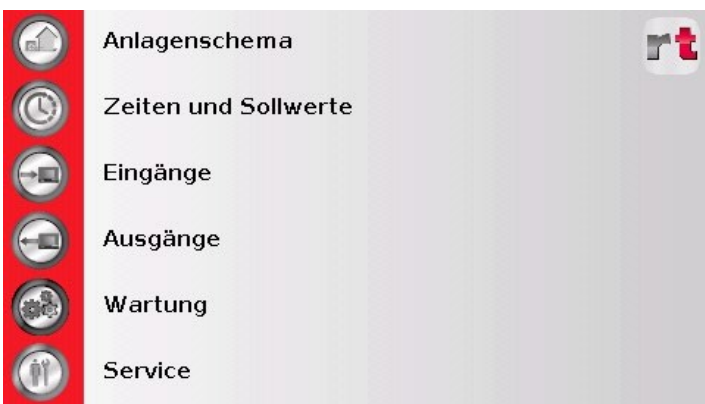 Anlagenschema
rt
Zeiten und Sollwerte
Eingänge
Ausgänge
Wartung
Service